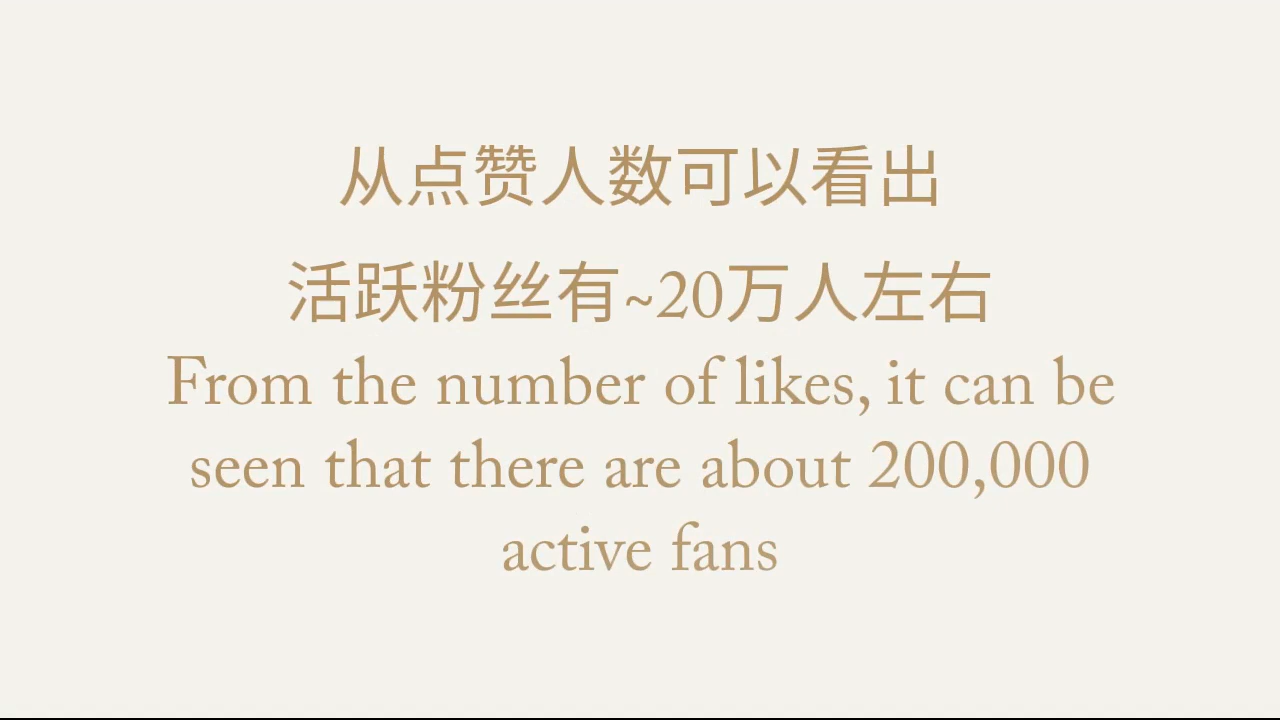 从点赞人数可以看出
活跃粉丝有~20万人左右
From the number of likes, it can be
seen that there are about 200,000
active fans